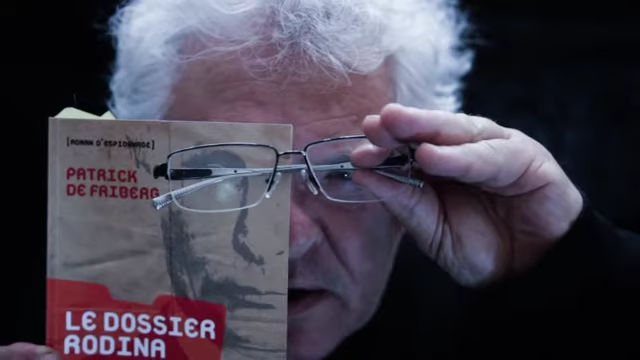 [ROMAN D'ESPIONNAGE]
PATRICK
DE FRIBERG
LE DOSSIER
RODINA